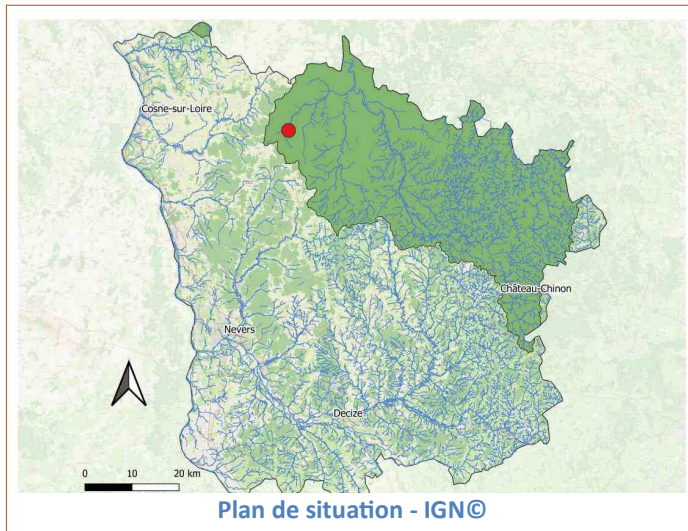 Cosne-sur-Loire
Château-Chinon
Nevers
Decize
0 10 20 km
Plan de situation - IGN©